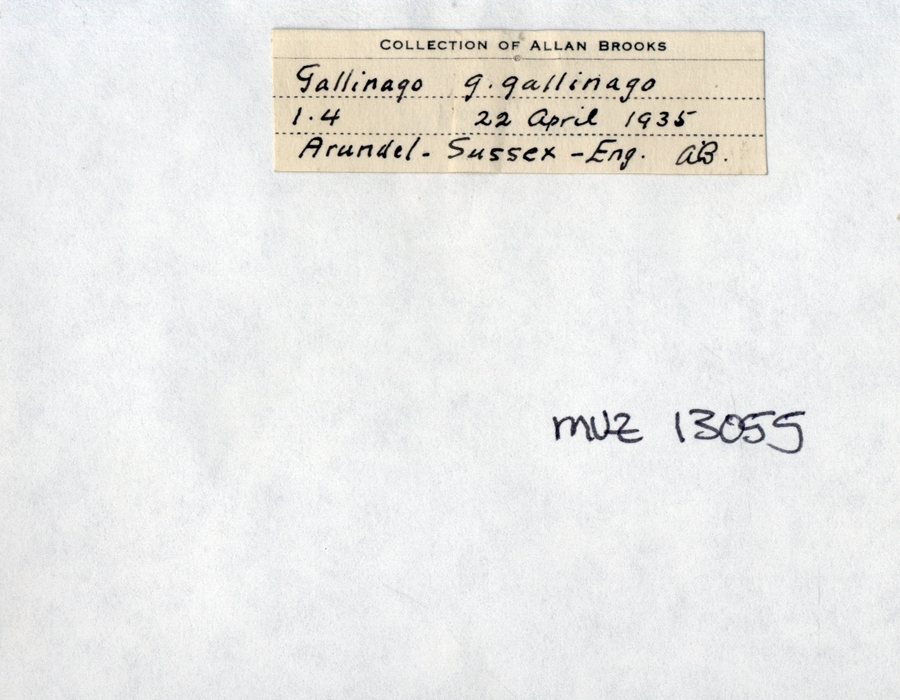 COLLECTION OF ALLAN BROOKS
Gallinago g. gallinago
1.4 22 April 1935
Arundel - Sussex - Eng. AB.
MVZ 13055